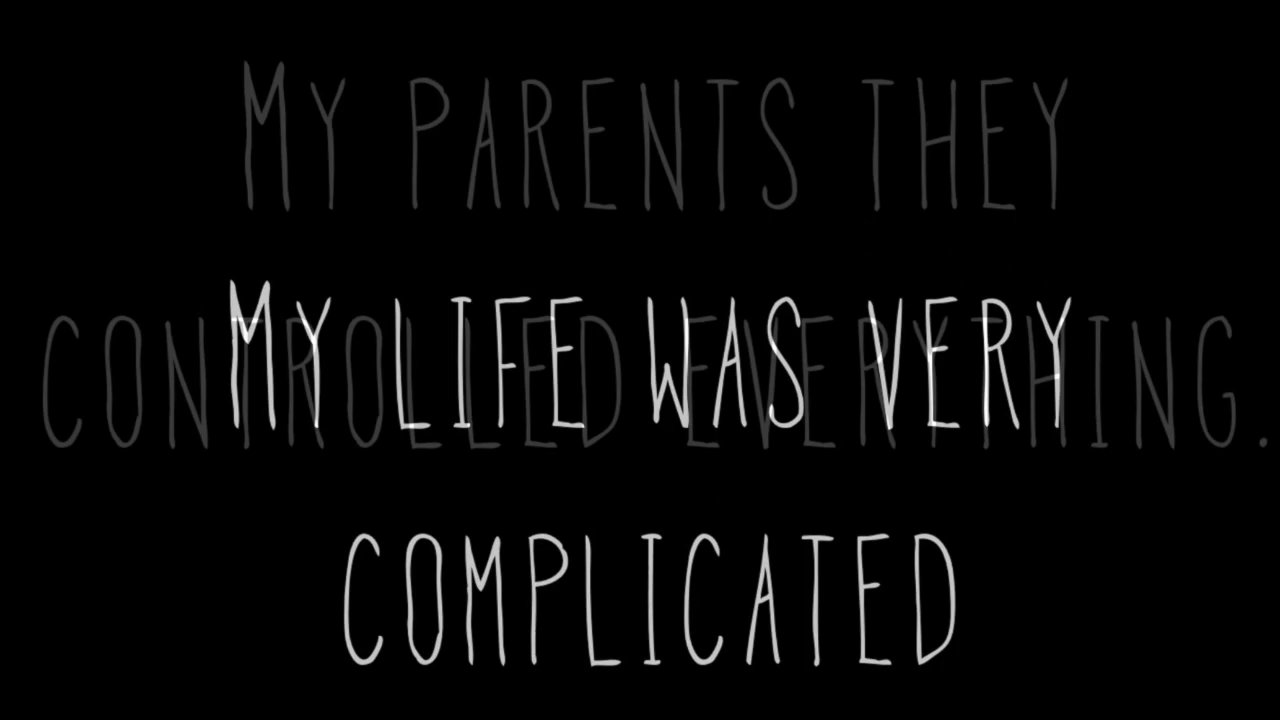 My parents they
controlled everything.
My life was very
complicated